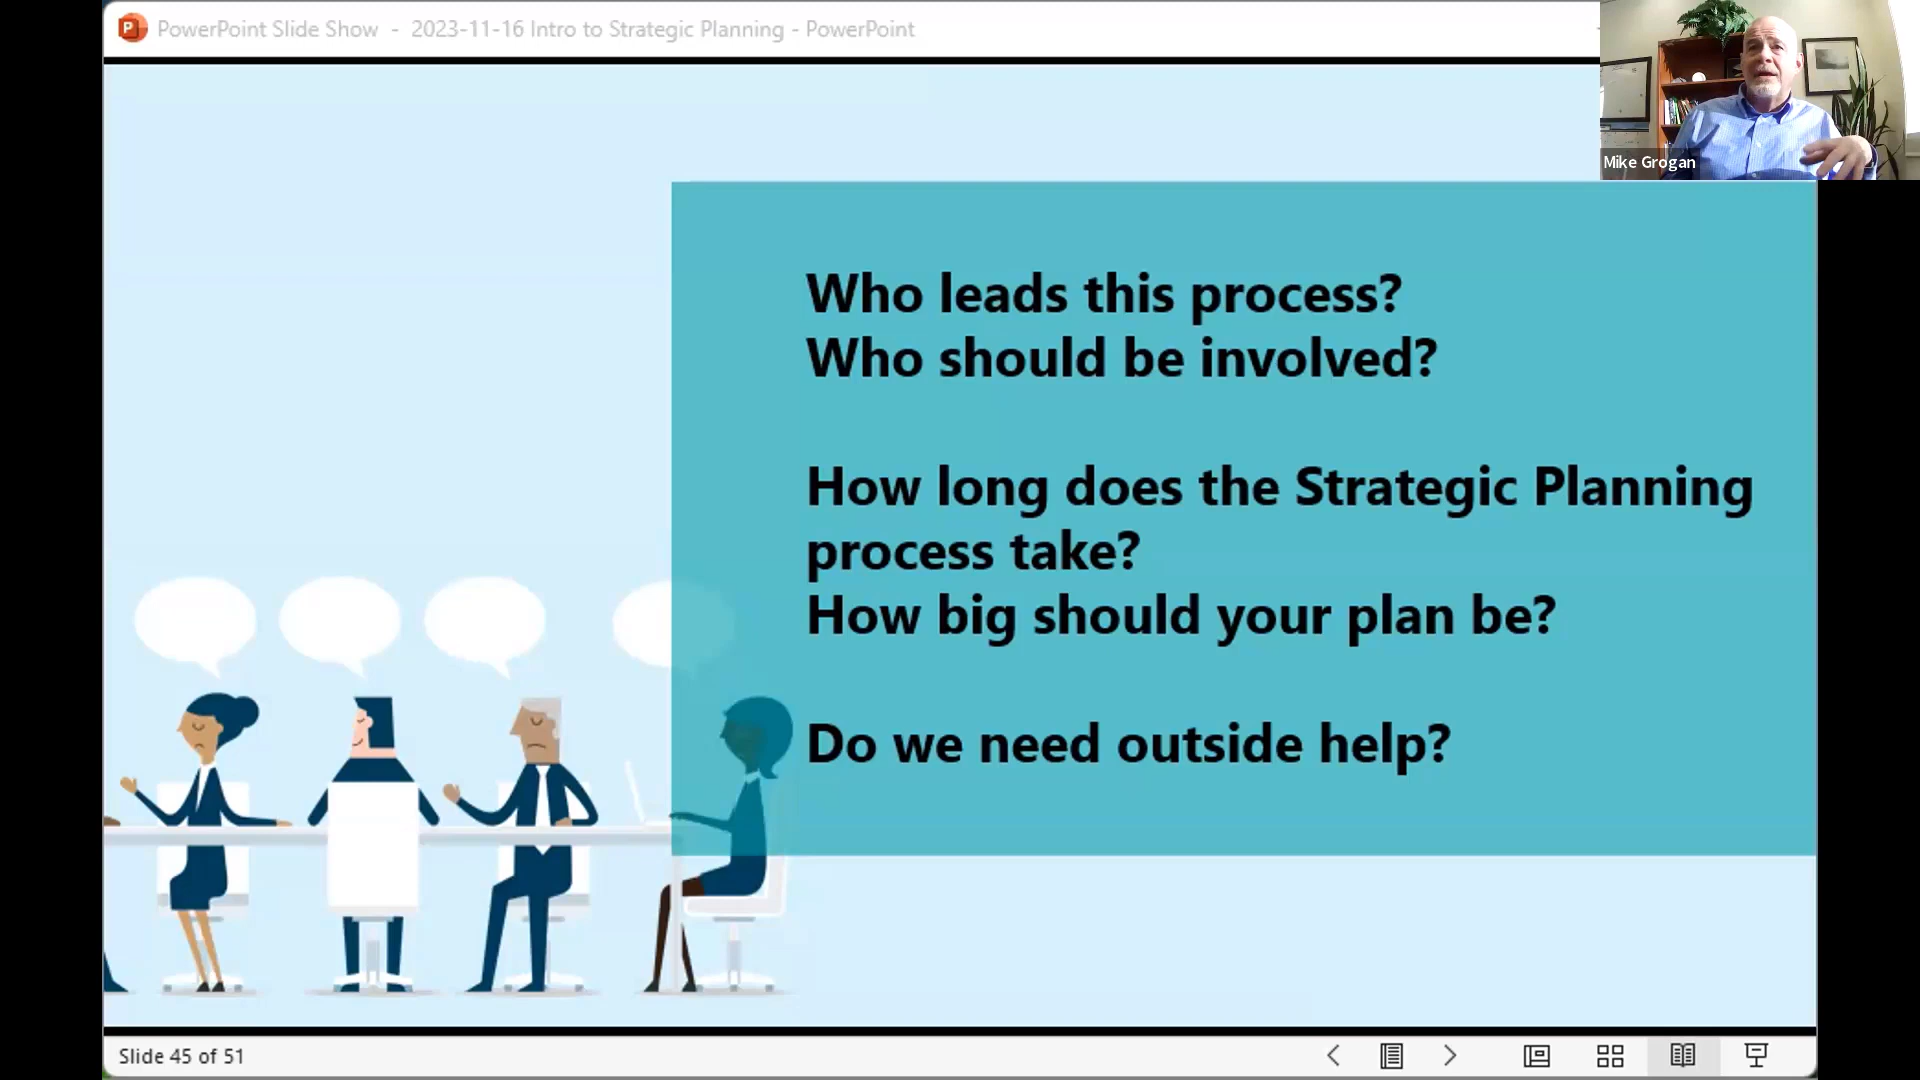 PowerPoint Slide Show - 2023-11-16 Intro to Strategic Planning - PowerPoint
Mike Grogan
Who leads this process?
Who should be involved?
How long does the Strategic Planning
process take?
How big should your plan be?
Do we need outside help?
Slide 45 of 51